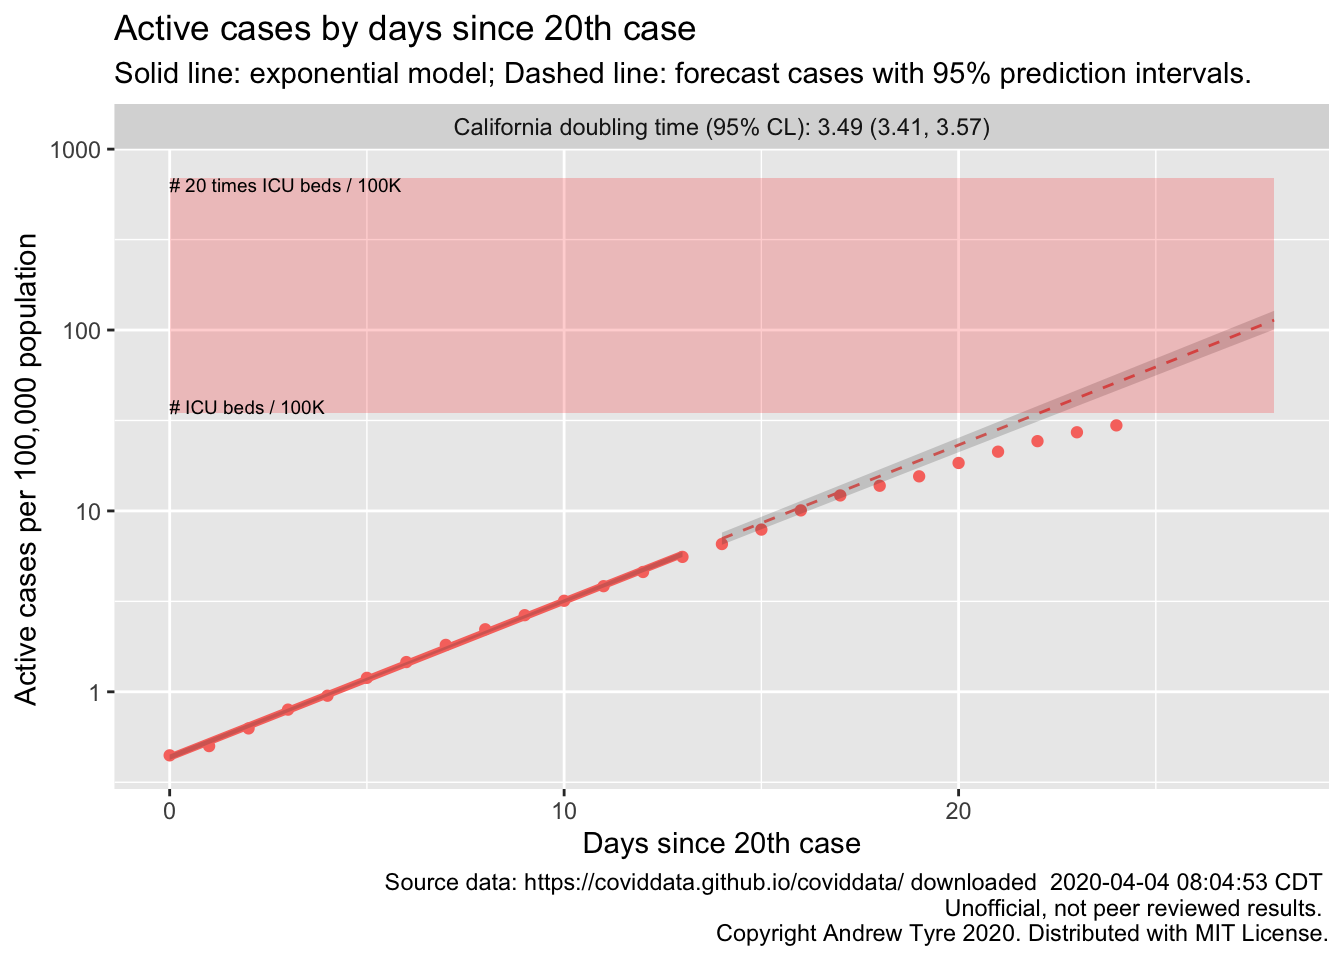 Active cases by days since 20th case
Solid line: exponential model; Dashed line: forecast cases with 95% prediction intervals.
California doubling time (95% CL): 3.49 (3.41, 3.57)
Active cases per 100,000 population
1000
100
10
1
# 20 times ICU beds / 100K
# ICU beds / 100K
0
10
20
Days since 20th case
Source data: https://coviddata.github.io/coviddata/ downloaded  2020-04-04 08:04:53 CDT
Unofficial, not peer reviewed results.
Copyright Andrew Tyre 2020. Distributed with MIT License.